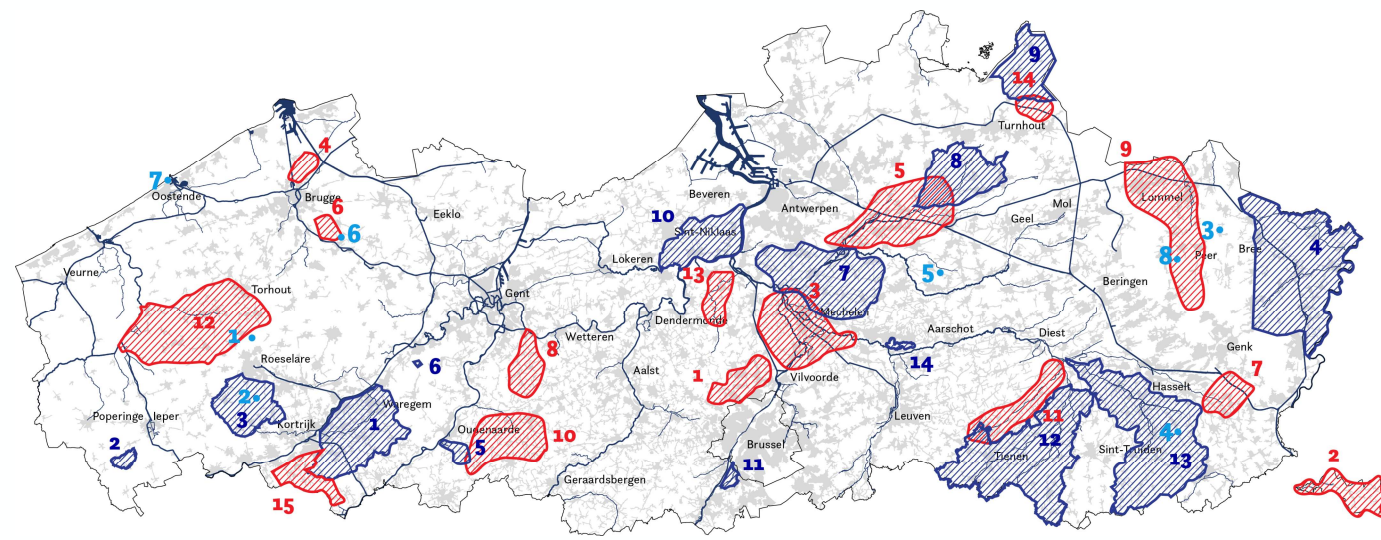 9
14
Turnhout
4
5
8
9
7
Oostende
Brugge
Beveren
Lommel
6
Eeklo
10
Antwerpen
Geel
Mol
6
Sint-Niklaas
3
Bree
4
8
Peer
Veurne
Lokeren
13
7
5
Beringen
Torhout
Gent
3
Mechelen
12
Dendermonde
Aarschot
Diest
1
Wetteren
8
Genk
Roeselare
6
Aalst
1
Vilvoorde
14
7
Hasselt
2
Poperinge
Ieper
3
Kortrijk
1
Waregem
Leuven
11
2
Oudenaarde
5
10
Brussel
12
Tienen
Sint-Truiden
4
13
2
11
Geraardsbergen
15